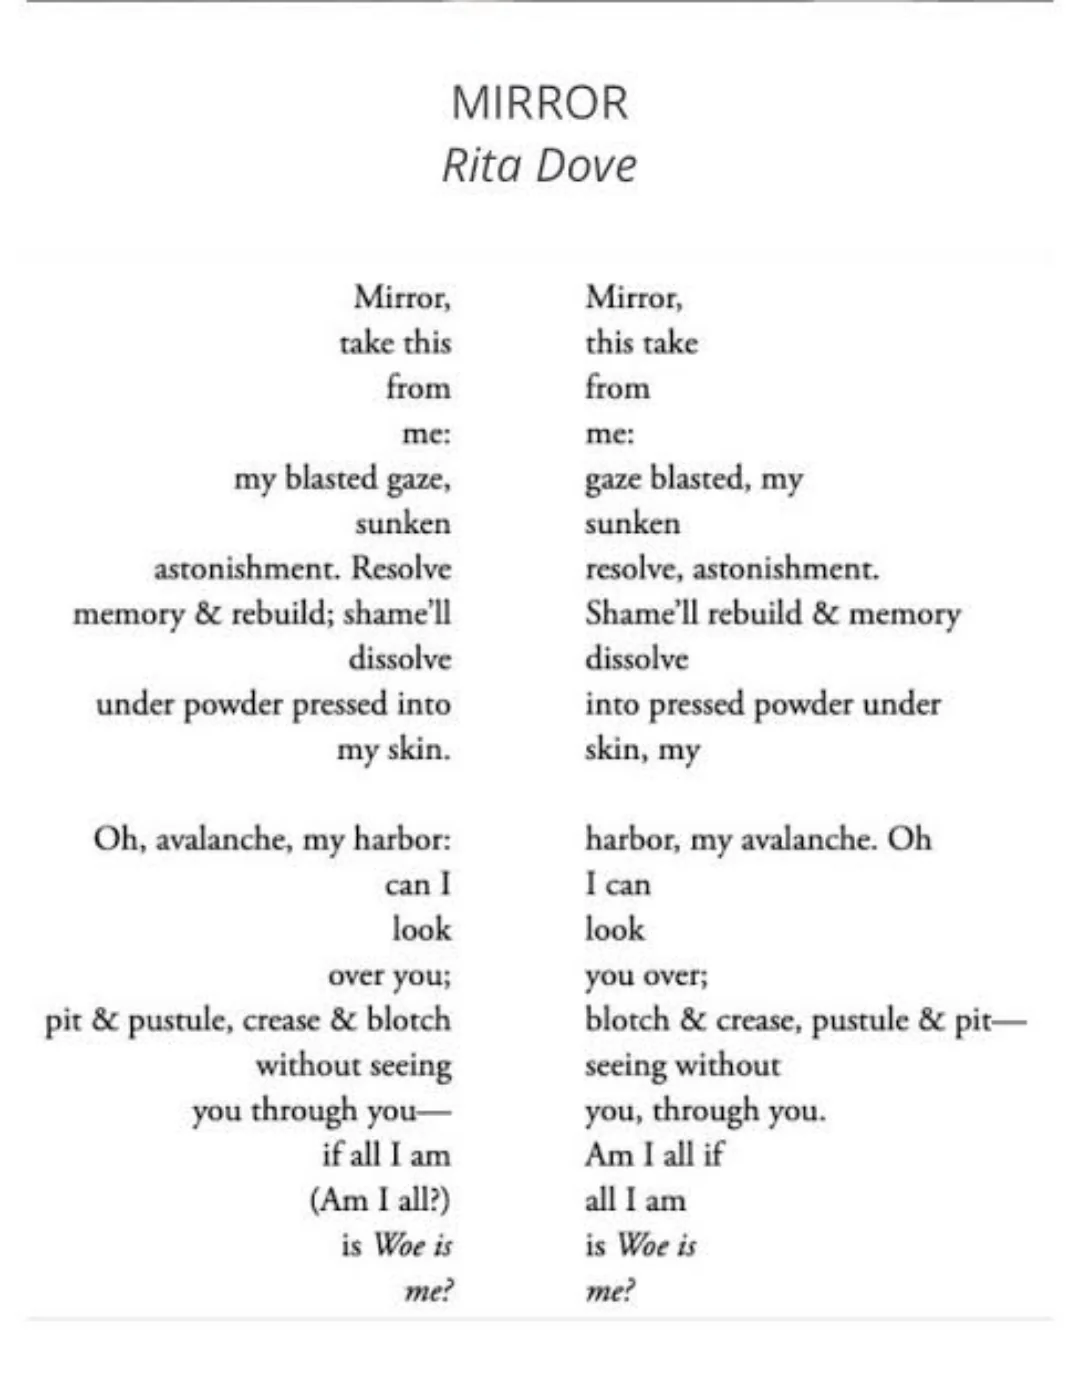 MIRROR
Rita Dove
Mirror,
take this
from
me:
my blasted gaze,
sunken
astonishment. Resolve
memory & rebuild; shame'll
dissolve
under powder pressed into
my skin.
Oh, avalanche, my harbor:
can I
look
over you;
pit & pustule, crease & blotch
without seeing
you through you—
if all I am
(Am I all?)
is Woe is
me?
Mirror,
this take
from
me:
gaze blasted, my
sunken
resolve, astonishment.
Shame'll rebuild & memory
dissolve
into pressed powder under
skin, my
harbor, my avalanche. Oh
I can
look
you over;
blotch & crease, pustule & pit—
seeing without
you, through you.
Am I all if
all I am
is Woe is
me?